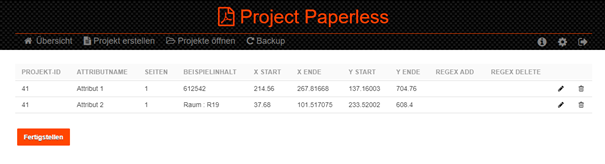 Project Paperless
Übersicht Projekt erstellen Projekte öffnen Backup
PROJEKT-ID ATTRIBUTNAME SEITEN BEISPIELINHALT X START X ENDE Y START Y ENDE REGEX ADD REGEX DELETE
41 Attribut 1 1 612542 214.56 267.81668 137.16003 704.76
41 Attribut 2 1 Raum : R19 37.68 101.517075 233.52002 608.4
Fertigstellen